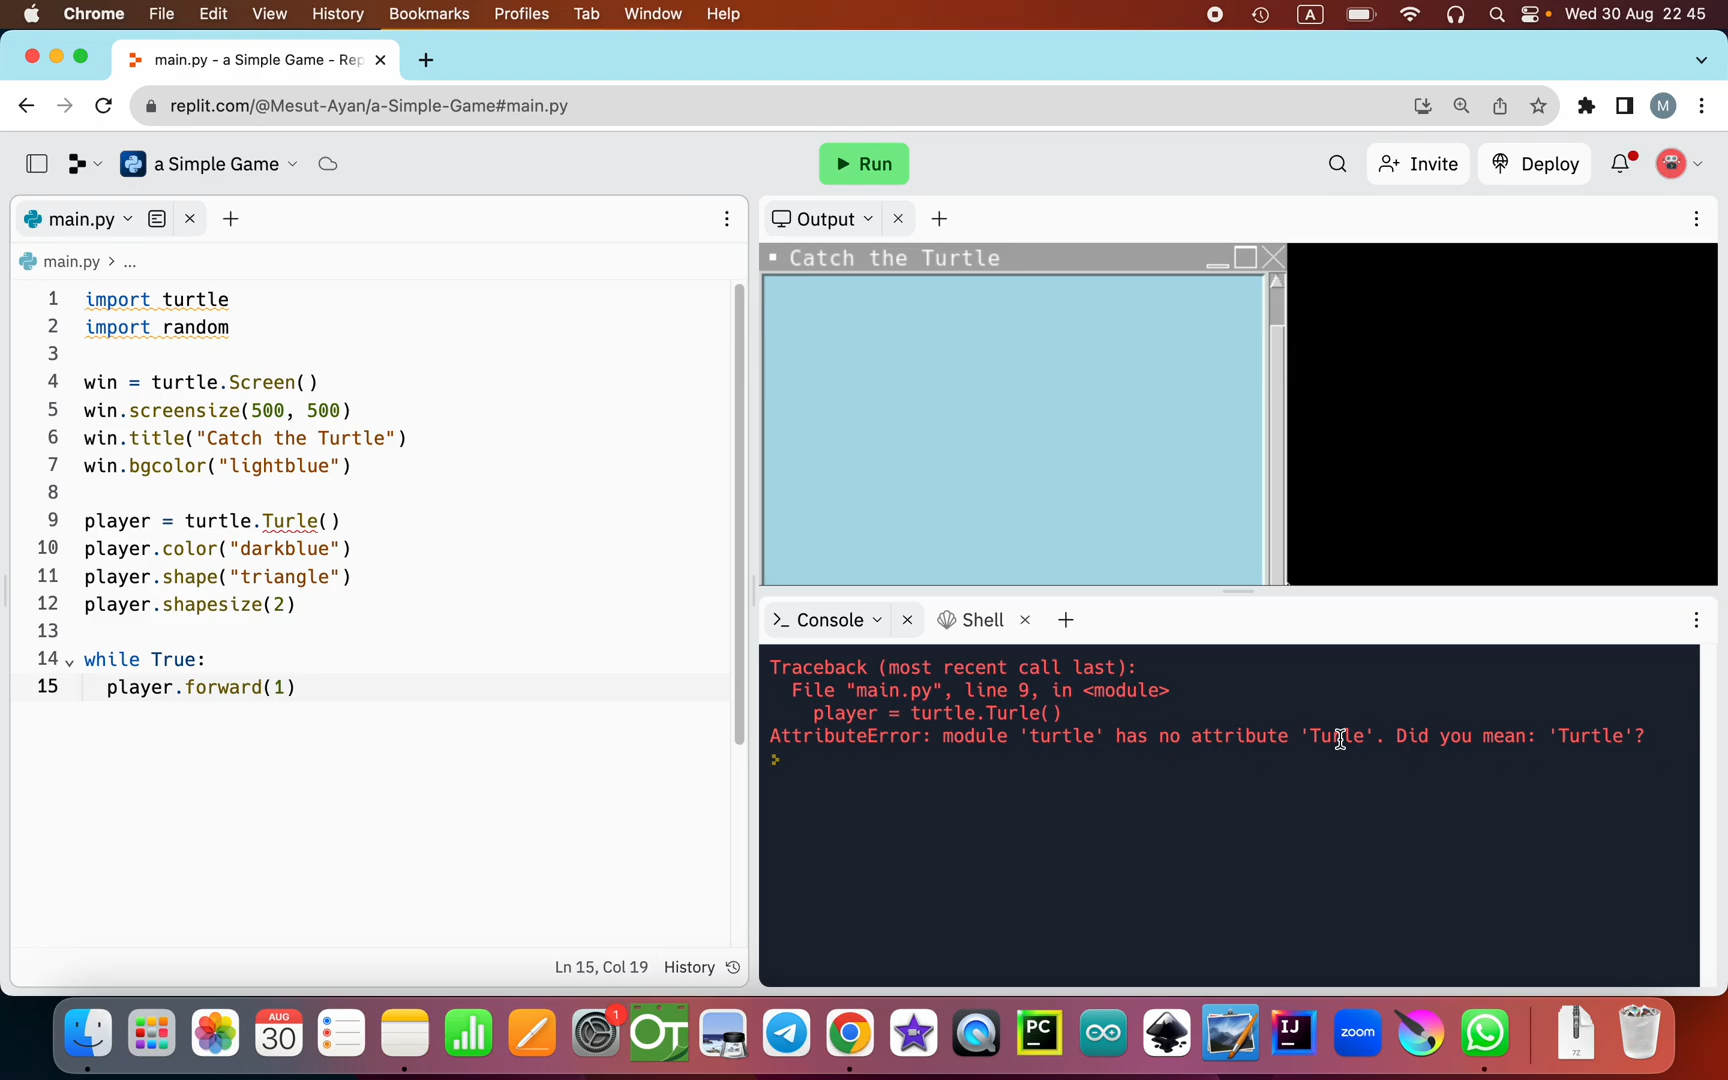 Chrome File Edit View History Bookmarks Profiles Tab Window Help A Wed 30 Aug 22 45
main.py - a Simple Game - Rep
replit.com/@Mesut-Ayan/a-Simple-Game#main.py M
a Simple Game Run Invite Deploy
main.py
main.py > ...
1 import turtle
2 import random
3
4 win = turtle.Screen()
5 win.screensize(500, 500)
6 win.title("Catch the Turtle")
7 win.bgcolor("lightblue")
8
9 player = turtle.Turle()
10 player.color("darkblue")
11 player.shape("triangle")
12 player.shapesize(2)
13
14 while True:
15 player.forward(1)
Ln 15, Col 19 History
Output
Catch the Turtle
>_ Console Shell
Traceback (most recent call last):
File "main.py", line 9, in <module>
player = turtle.Turle()
AttributeError: module 'turtle' has no attribute 'Turle'. Did you mean: 'Turtle'?
AUG
30
1
OT
PC
IJ
zoom
7Z